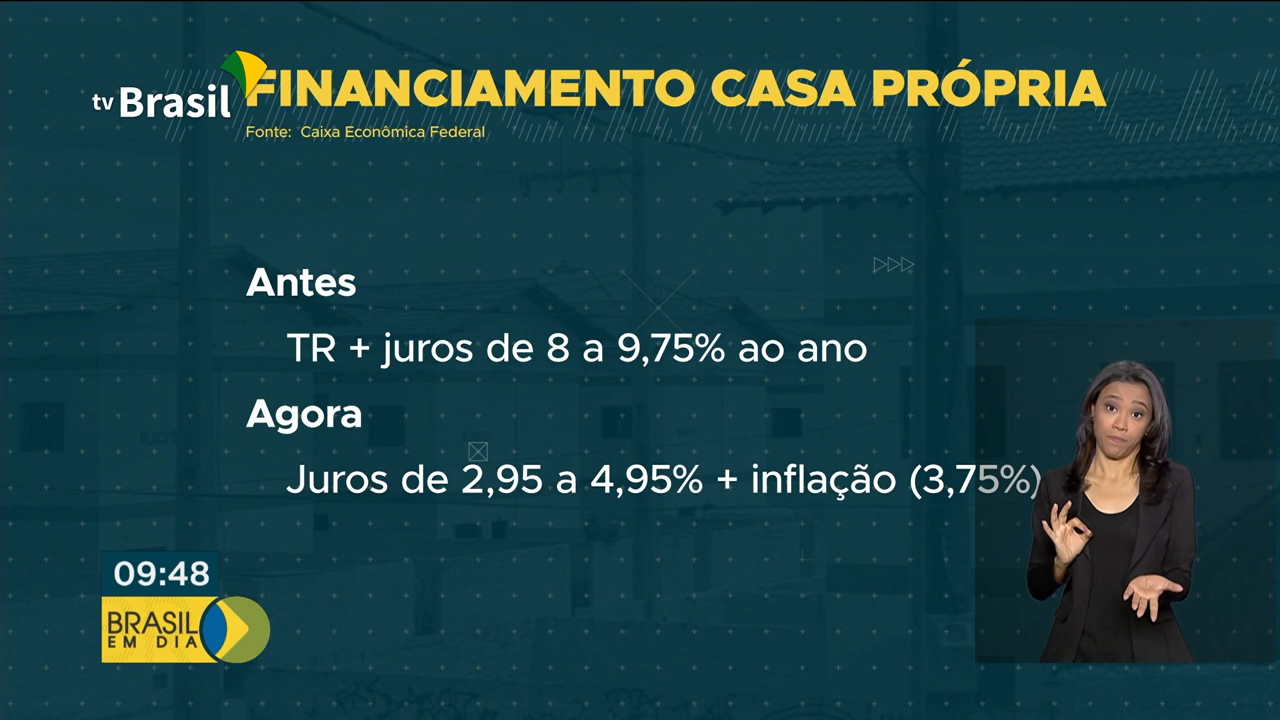 FINANCIAMENTO CASA PRÓPRIA
tv Brasil
Fonte: Caixa Econômica Federal
Antes
TR + juros de 8 a 9,75% ao ano
Agora
Juros de 2,95 a 4,95% + inflação (3,75%)
09:48
BRASIL
EM DIA